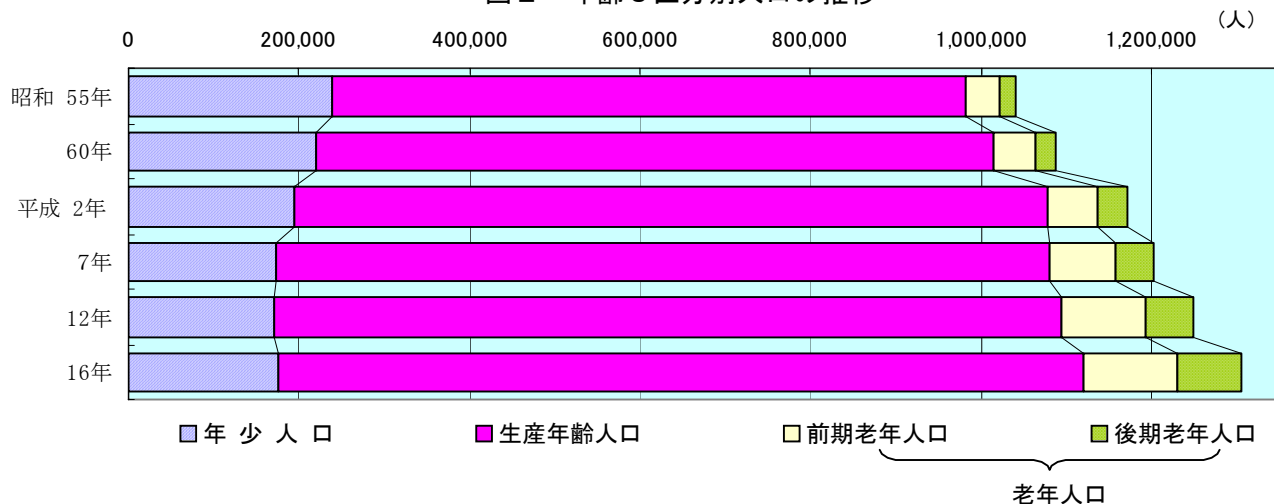 (人)
0 200,000 400,000 600,000 800,000 1,000,000 1,200,000
昭和 55年
60年
平成 2年
7年
12年
16年
年 少 人 口 生産年齢人口 前期老年人口 後期老年人口
老年人口